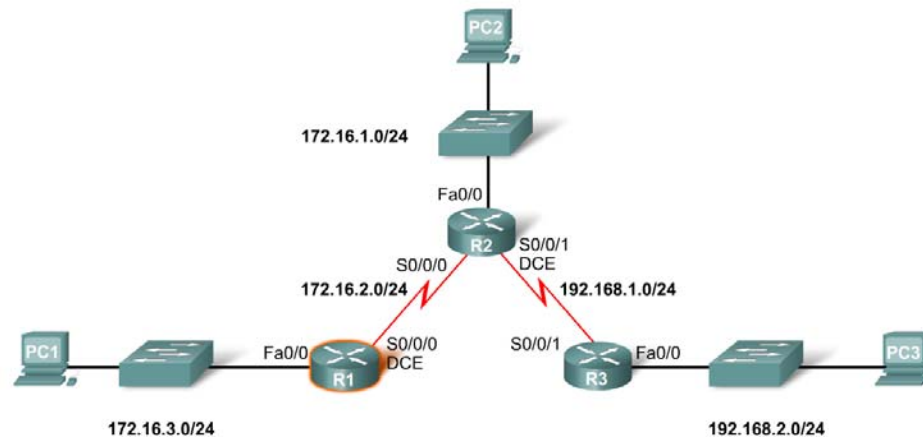 PC2
172.16.1.0/24
Fa0/0
R2
S0/0/0
S0/0/1
DCE
172.16.2.0/24
192.168.1.0/24
PC1
Fa0/0
R1
S0/0/0
DCE
S0/0/1
R3
Fa0/0
PC3
172.16.3.0/24
192.168.2.0/24